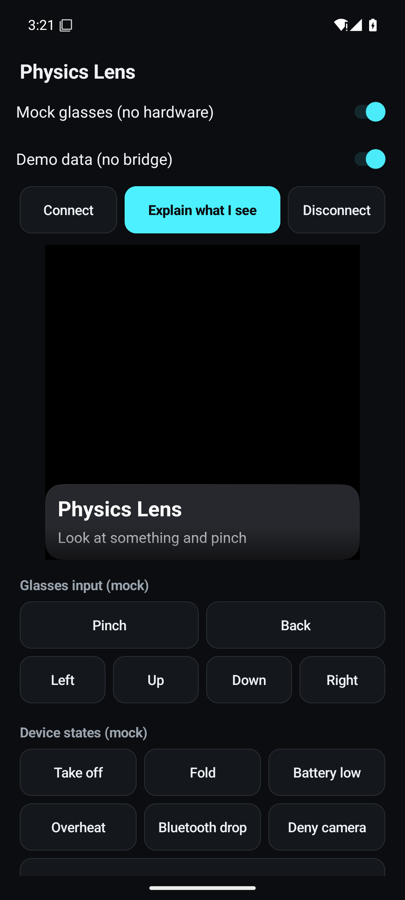 3:21
Physics Lens
Mock glasses (no hardware)
Demo data (no bridge)
Connect
Explain what I see
Disconnect
Physics Lens
Look at something and pinch
Glasses input (mock)
Pinch
Back
Left
Up
Down
Right
Device states (mock)
Take off
Fold
Battery low
Overheat
Bluetooth drop
Deny camera